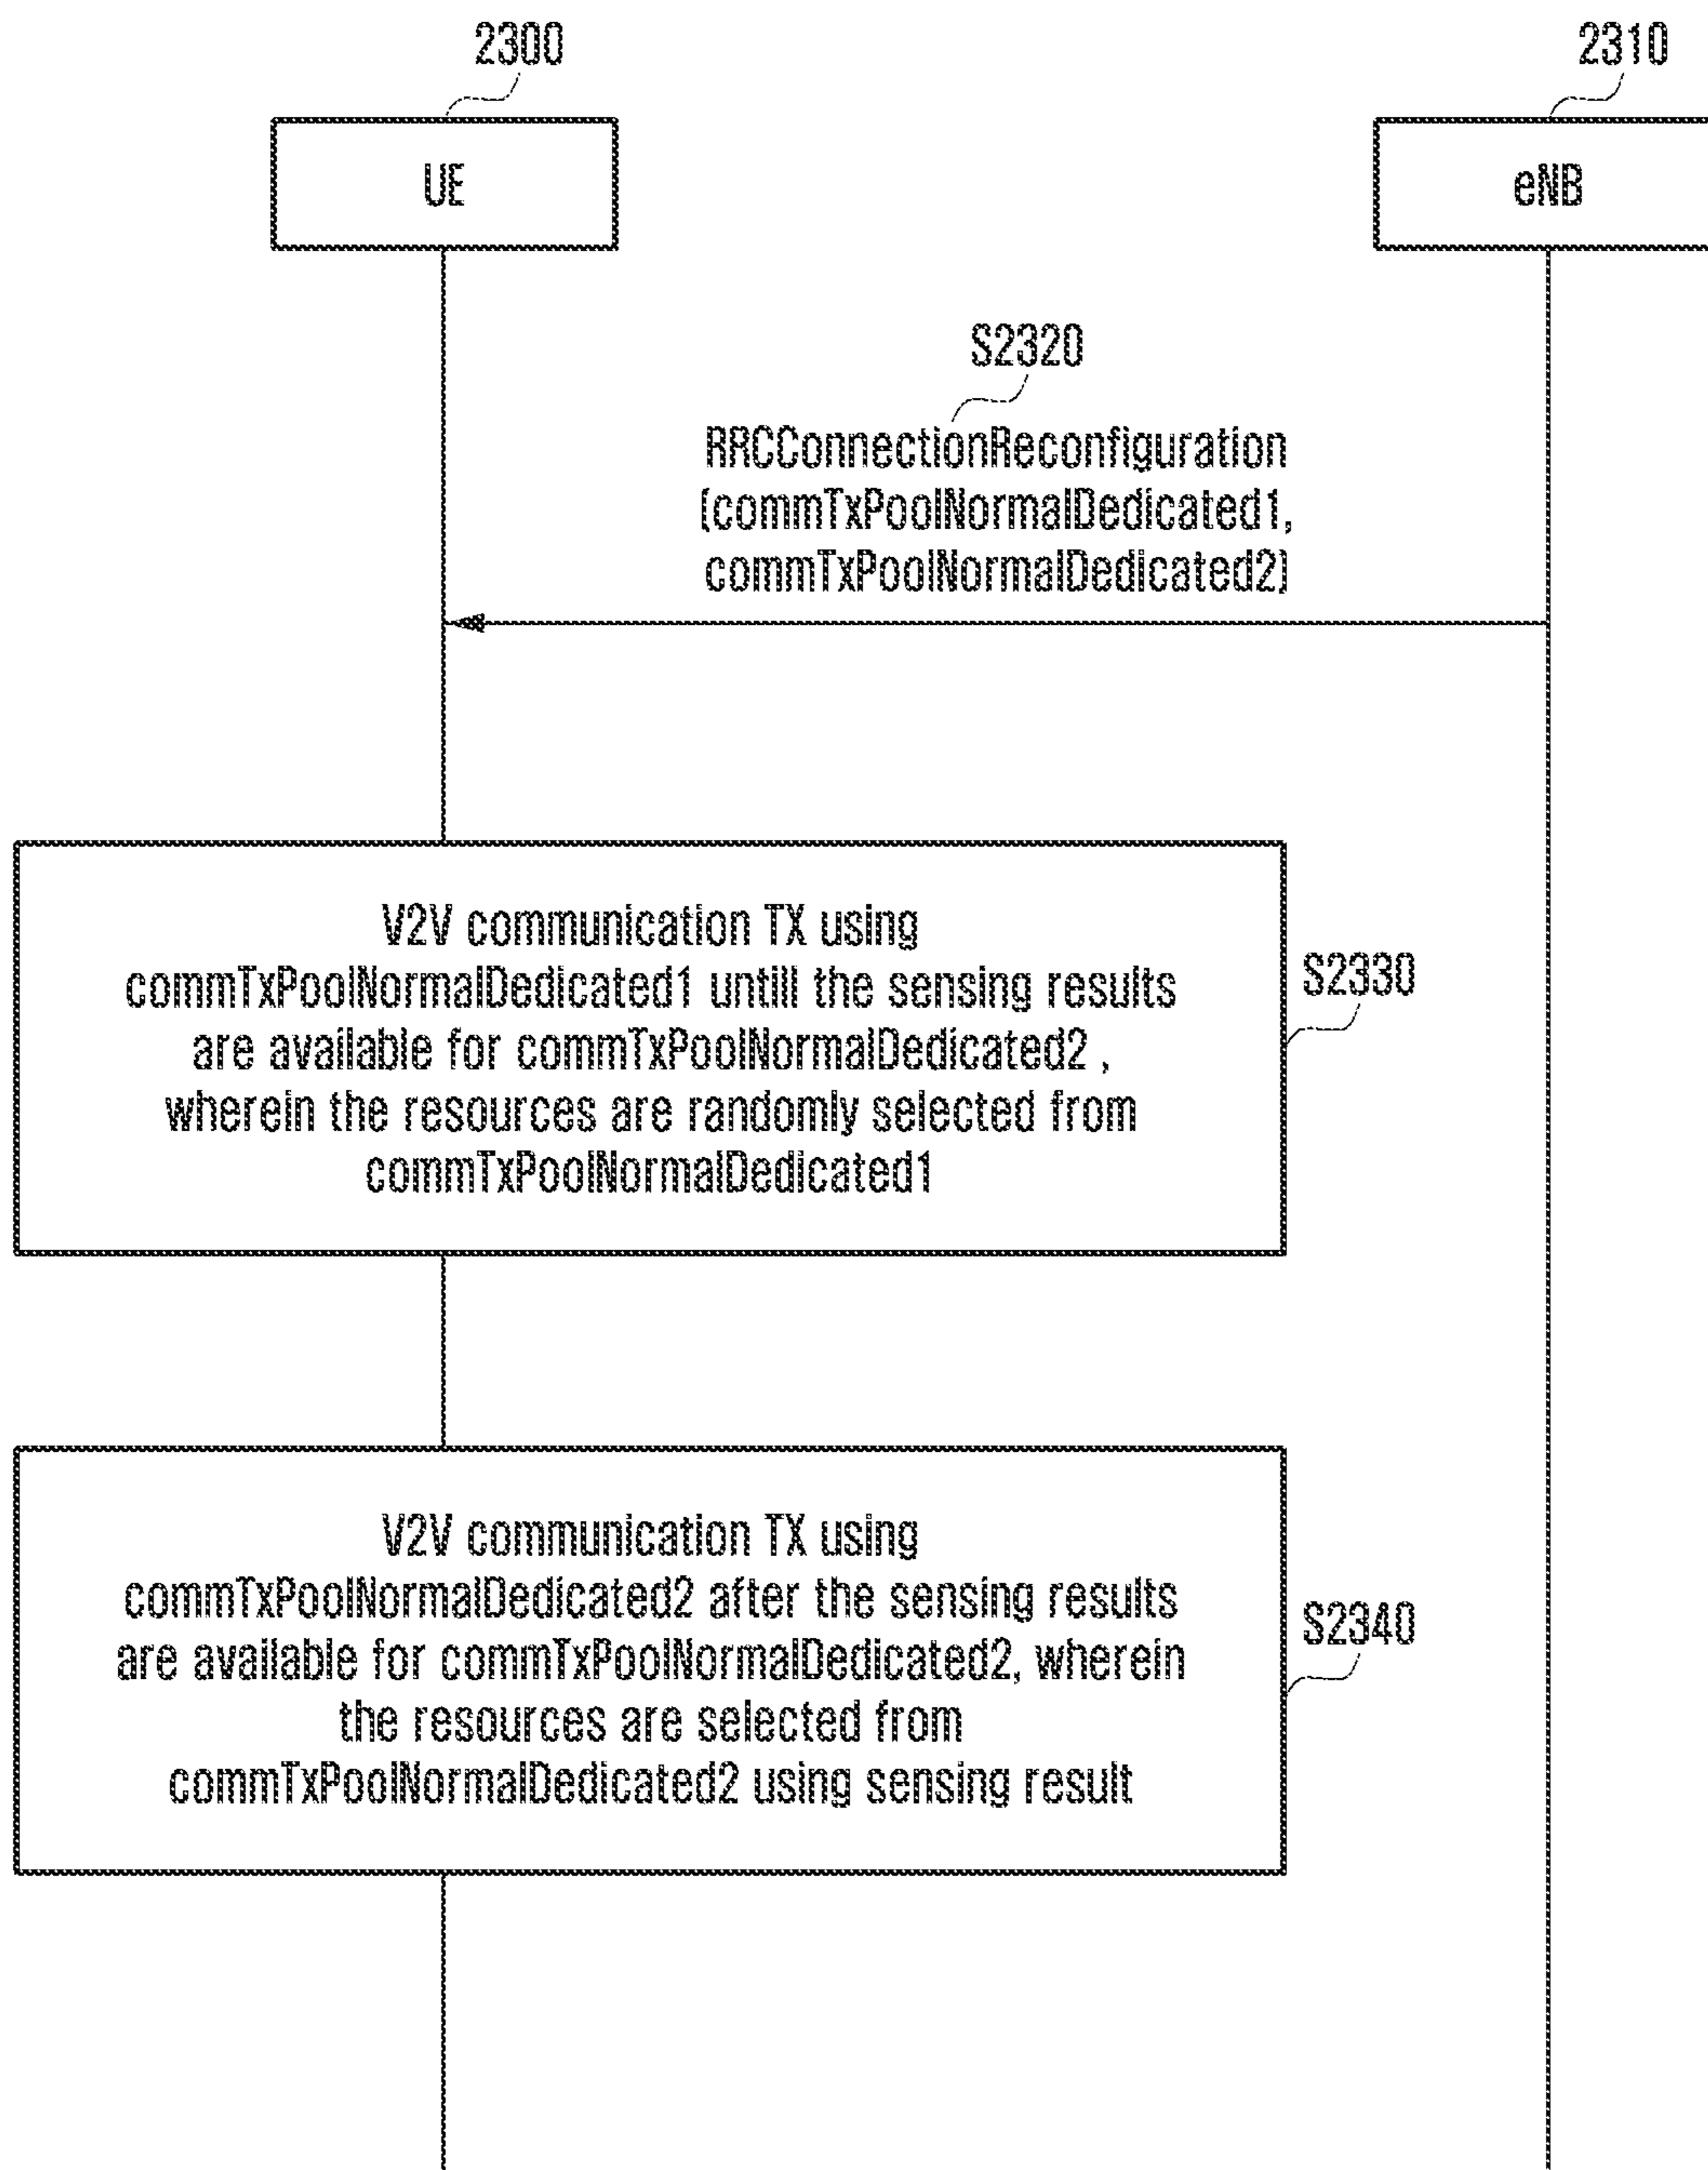 2300
2310
UE
eNB
S2320
RRCConnectionReconfiguration
(commTxPoolNormalDedicated1,
commTxPoolNormalDedicated2)
V2V communication TX using
commTxPoolNormalDedicated1 untill the sensing results
are available for commTxPoolNormalDedicated2 ,
wherein the resources are randomly selected from
commTxPoolNormalDedicated1
S2330
V2V communication TX using
commTxPoolNormalDedicated2 after the sensing results
are available for commTxPoolNormalDedicated2, wherein
the resources are selected from
commTxPoolNormalDedicated2 using sensing result
S2340